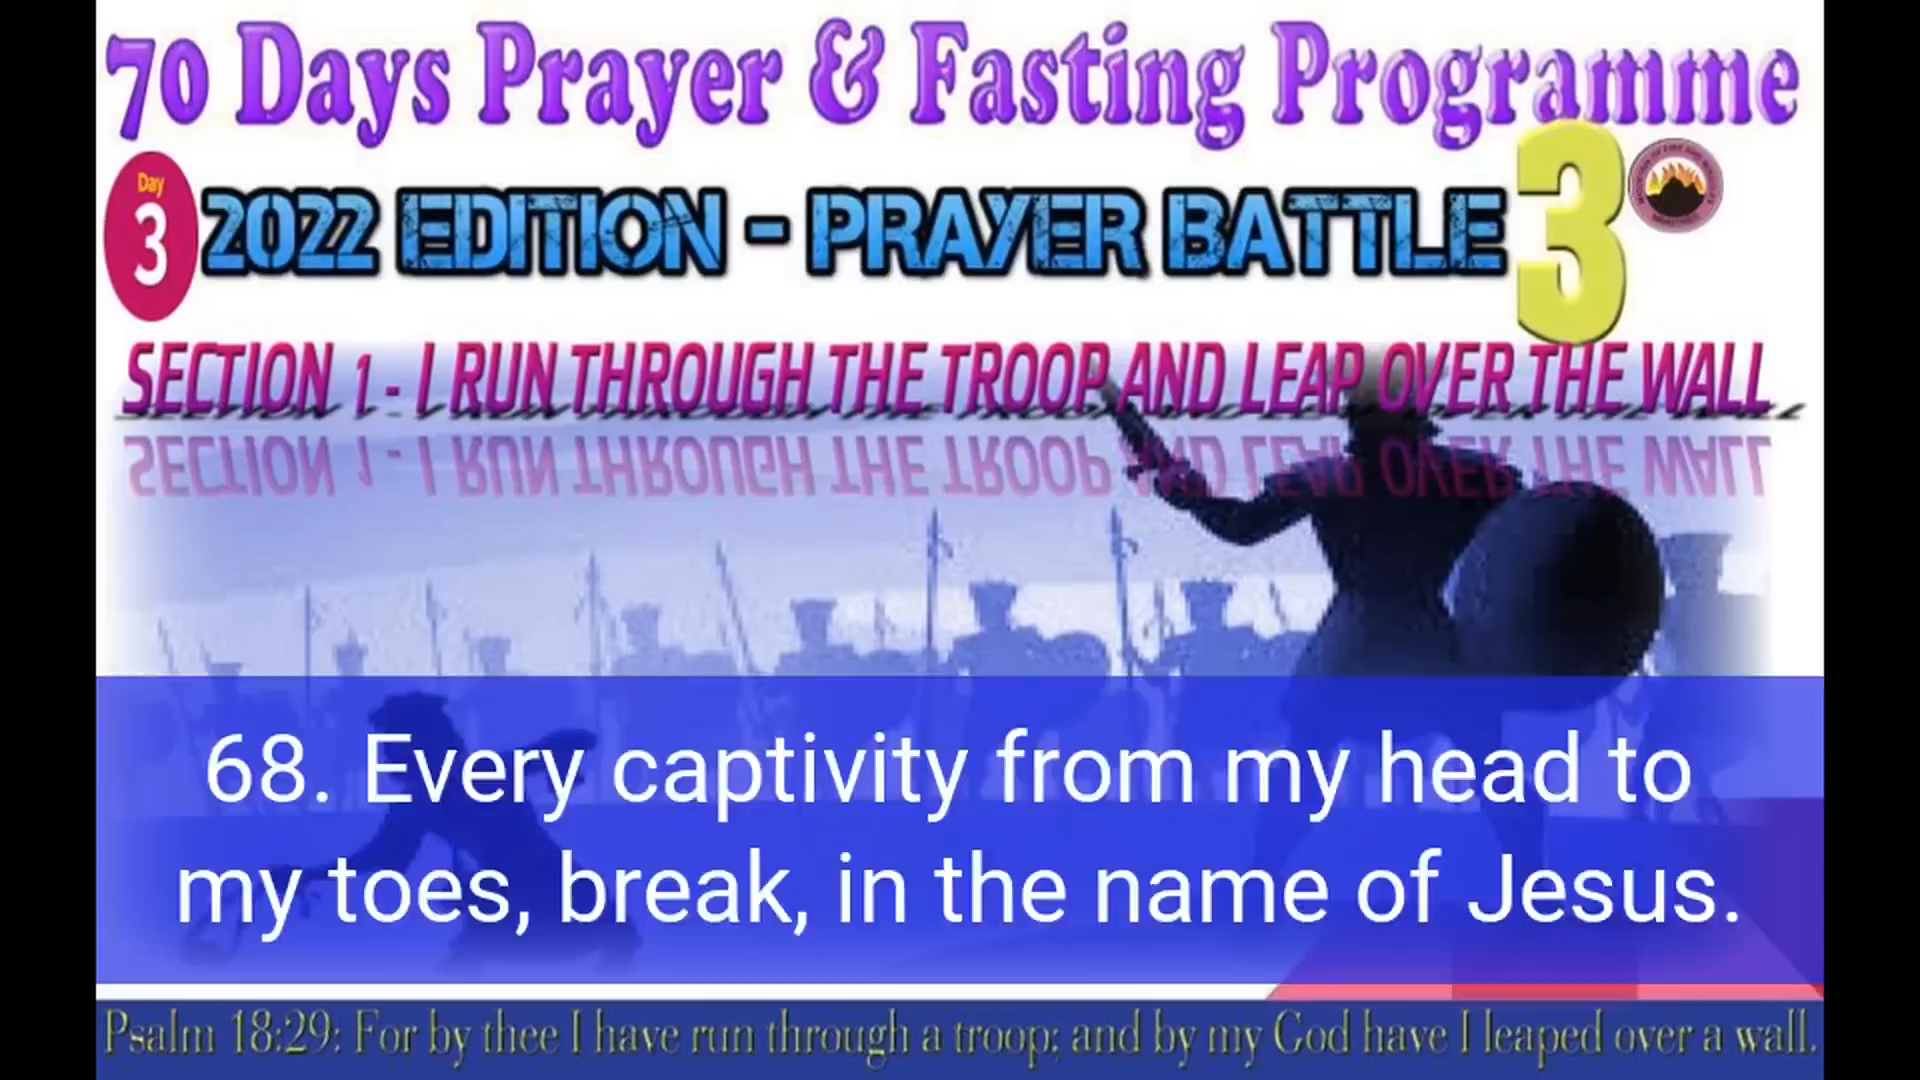 70 Days Prayer & Fasting Programme
Day
3
2022 EDITION - PRAYER BATTLE 3
SECTION 1 - I RUN THROUGH THE TROOP AND LEAP OVER THE WALL
68. Every captivity from my head to
my toes, break, in the name of Jesus.
Psalm 18:29: For by thee I have run through a troop; and by my God have I leaped over a wall.